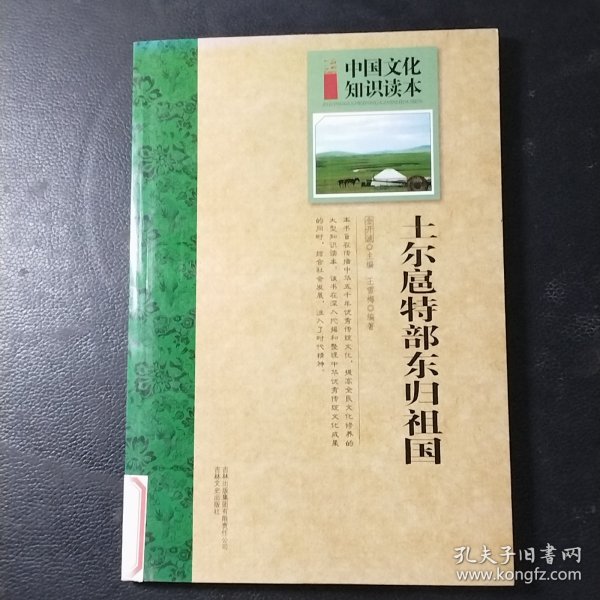 中国文化
知识读本
土尔扈特部东归祖国
金开诚◎主编 王雪梅◎编著
本书旨在传播中华五千年优秀传统文化，提高全民文化修养的
大型知识读本。该书在深入挖掘和整理中华优秀传统文化成果
的同时，结合社会发展，注入了时代精神。
吉林出版集团有限责任公司
吉林文史出版社
孔夫子旧书网
www.kongfz.com